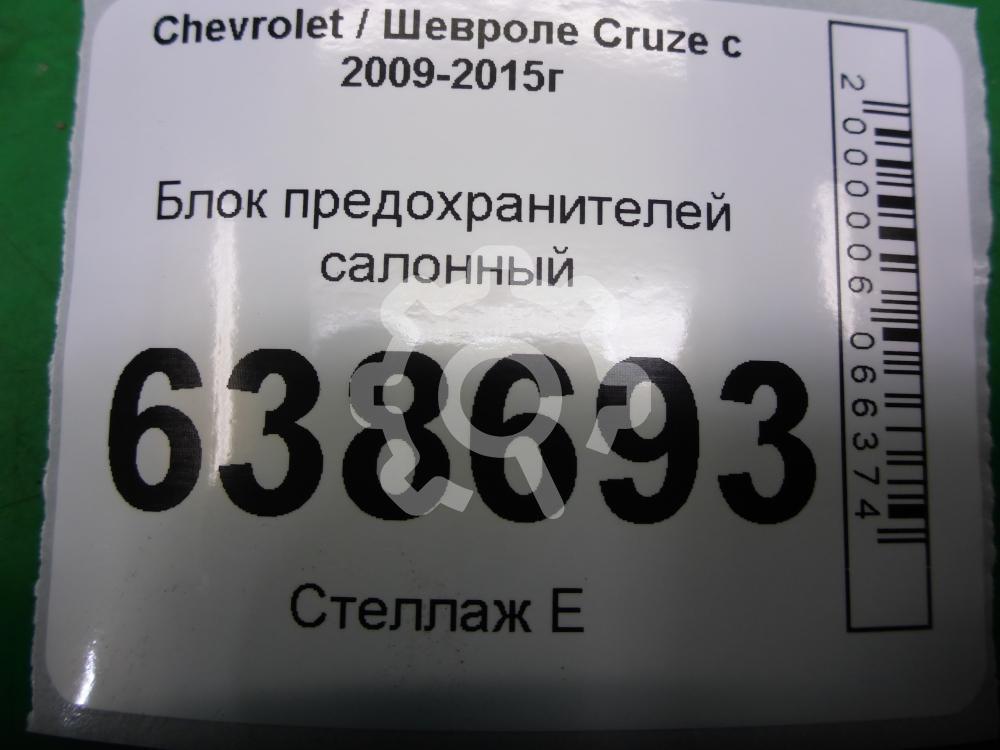 Chevrolet / Шевроле Cruze с
2009-2015г
Блок предохранителей
салонный
638693
Стеллаж Е
2000006066374